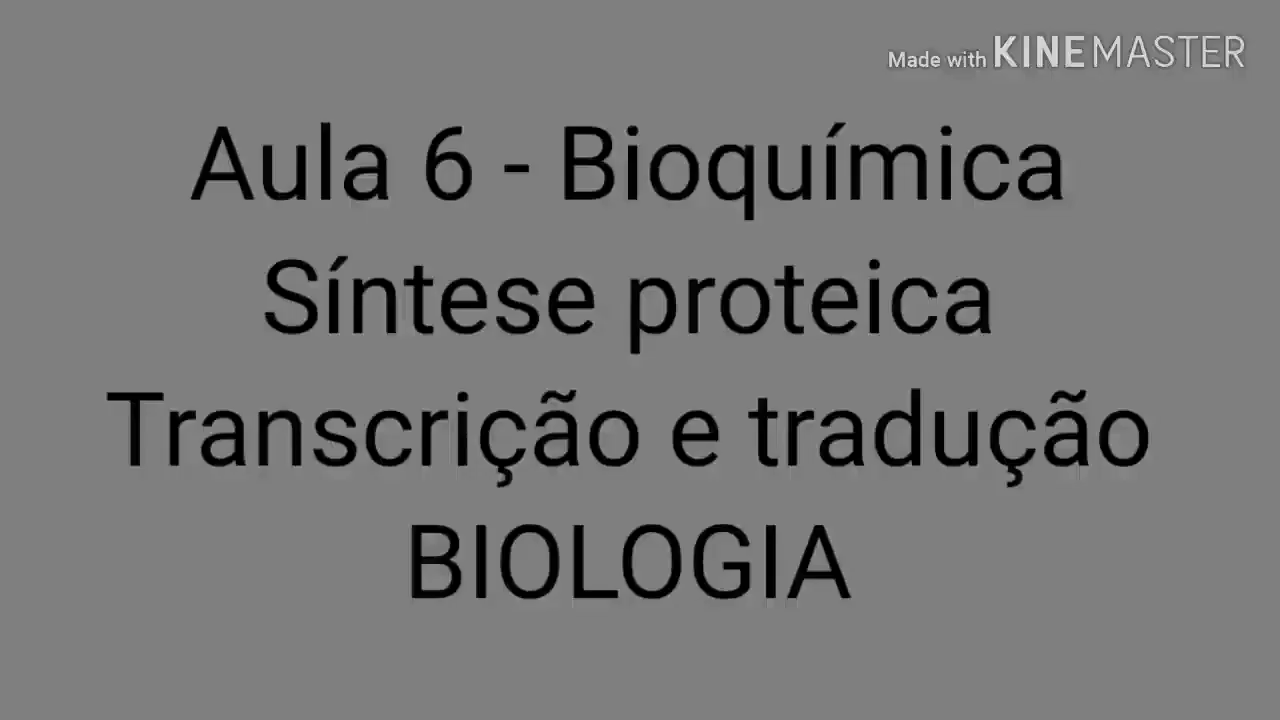 Made with KINEMASTER
Aula 6 - Bioquímica
Síntese proteica
Transcrição e tradução
BIOLOGIA